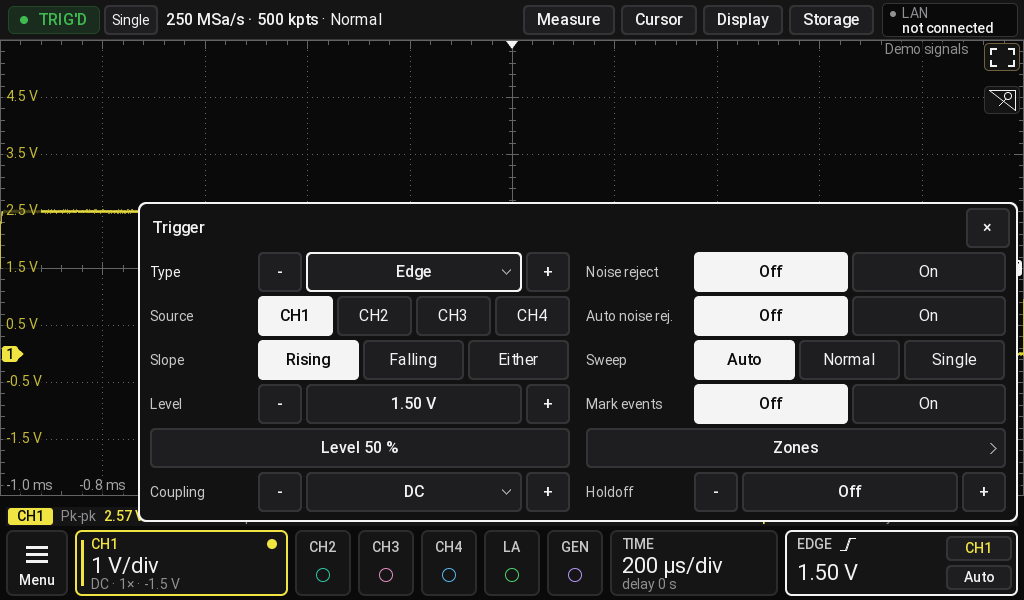 TRIG'D Single 250 MSa/s · 500 kpts · Normal Measure Cursor Display Storage LAN
not connected
Demo signals
4.5 V
3.5 V
2.5 V
1.5 V
0.5 V
1
-0.5 V
-1.5 V
-1.0 ms -0.8 ms
Trigger ×
Type - Edge + Noise reject Off On
Source CH1 CH2 CH3 CH4 Auto noise rej. Off On
Slope Rising Falling Either Sweep Auto Normal Single
Level - 1.50 V + Mark events Off On
Level 50 % Zones
Coupling - DC + Holdoff - Off +
CH1 Pk-pk 2.57
Menu
CH1
1 V/div
DC · 1× · -1.5 V
CH2 CH3 CH4 LA GEN
TIME
200 µs/div
delay 0 s
EDGE CH1
1.50 V Auto